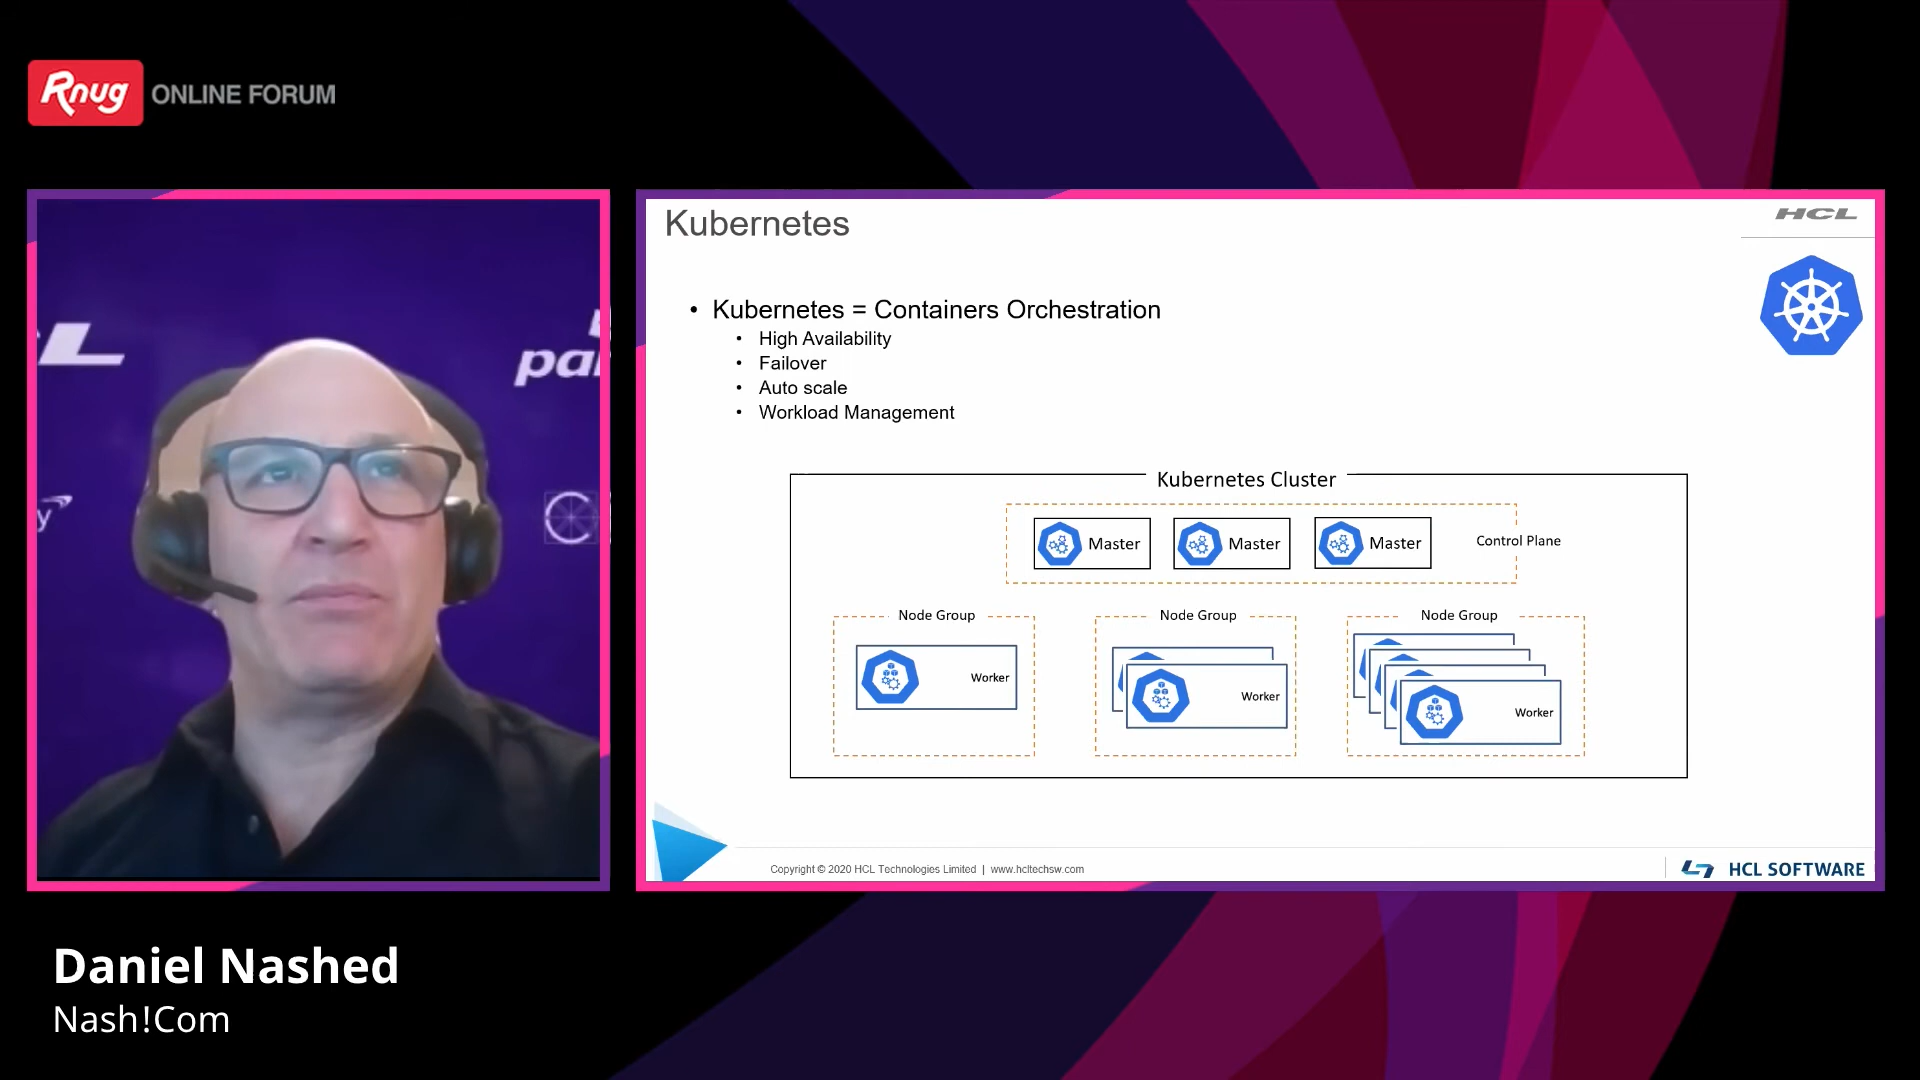 Rnug ONLINE FORUM
Kubernetes
HCL
• Kubernetes = Containers Orchestration
• High Availability
• Failover
• Auto scale
• Workload Management
Kubernetes Cluster
Master
Master
Master
Control Plane
Node Group
Node Group
Node Group
Worker
Worker
Worker
Copyright © 2020 HCL Technologies Limited | www.hcltechsw.com
HCL SOFTWARE
Daniel Nashed
Nash!Com